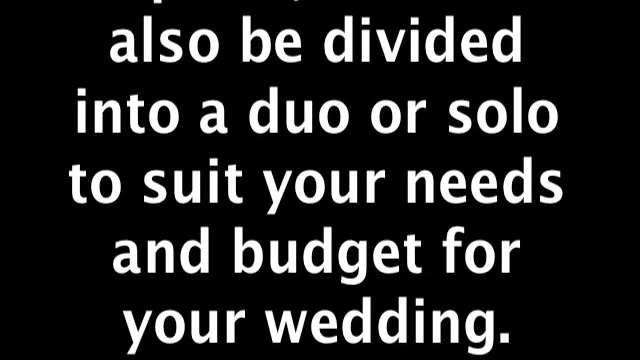 also be divided
into a duo or solo
to suit your needs
and budget for
your wedding.